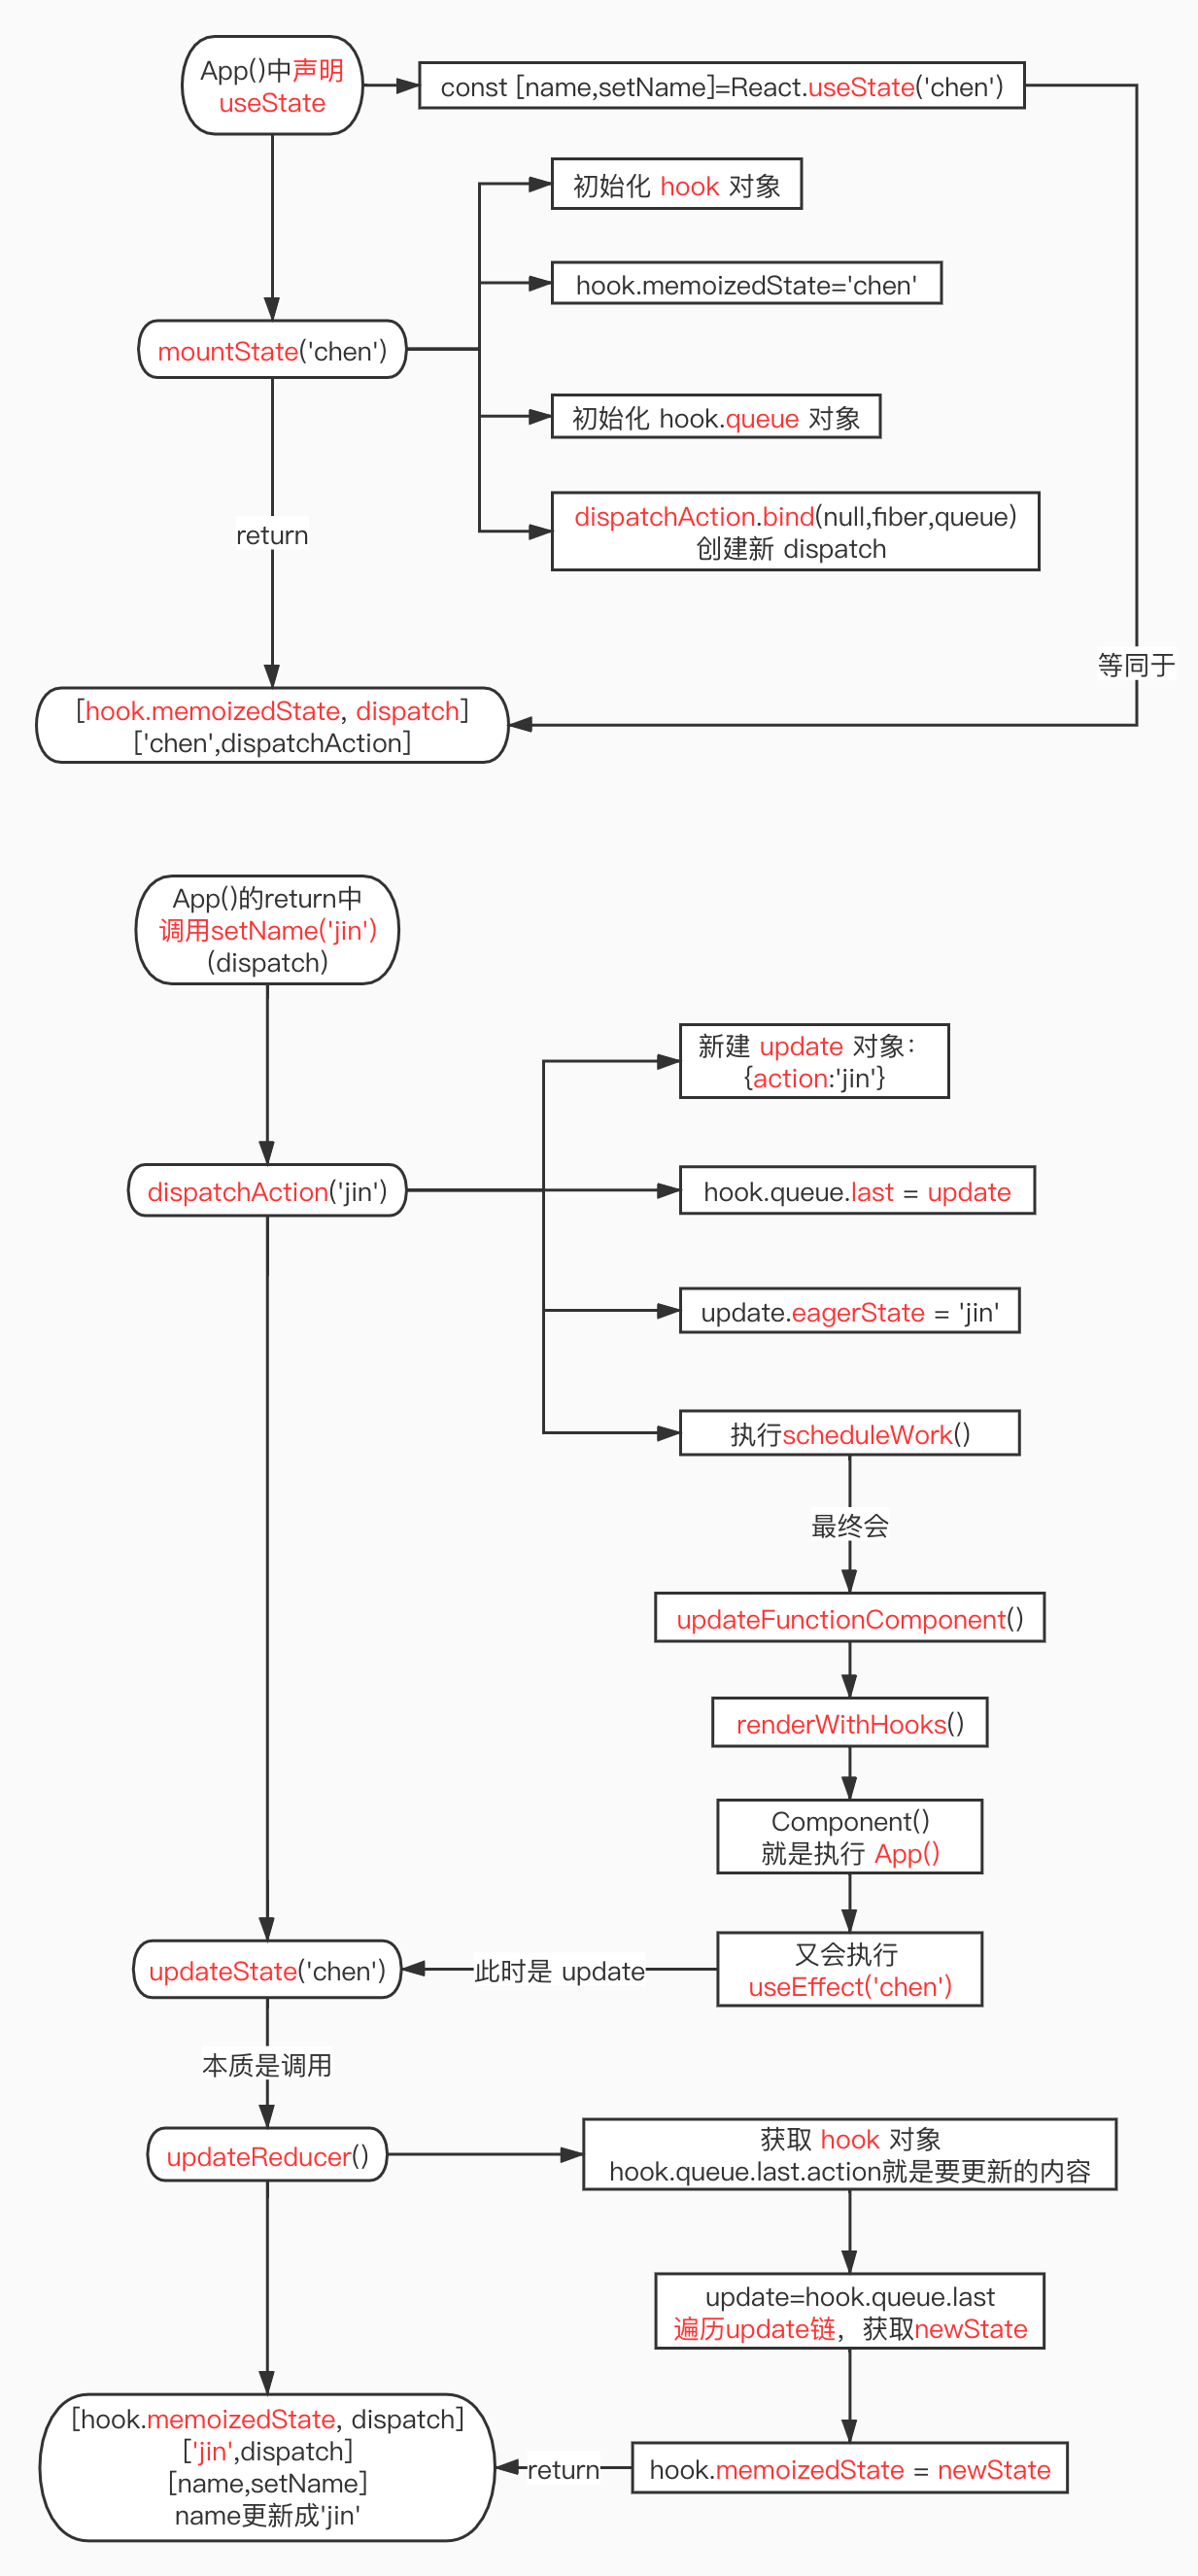 App()中声明
useState
const [name,setName]=React.useState('chen')
初始化 hook 对象
hook.memoizedState='chen'
mountState('chen')
初始化 hook.queue 对象
dispatchAction.bind(null,fiber,queue)
创建新 dispatch
return
等同于
[hook.memoizedState, dispatch]
['chen',dispatchAction]
App()的return中
调用setName('jin')
(dispatch)
新建 update 对象：
{action:'jin'}
dispatchAction('jin')
hook.queue.last = update
update.eagerState = 'jin'
执行scheduleWork()
最终会
updateFunctionComponent()
renderWithHooks()
Component()
就是执行 App()
又会执行
useEffect('chen')
此时是 update
updateState('chen')
本质是调用
updateReducer()
获取 hook 对象
hook.queue.last.action就是要更新的内容
update=hook.queue.last
遍历update链，获取newState
hook.memoizedState = newState
return
[hook.memoizedState, dispatch]
['jin',dispatch]
[name,setName]
name更新成'jin'